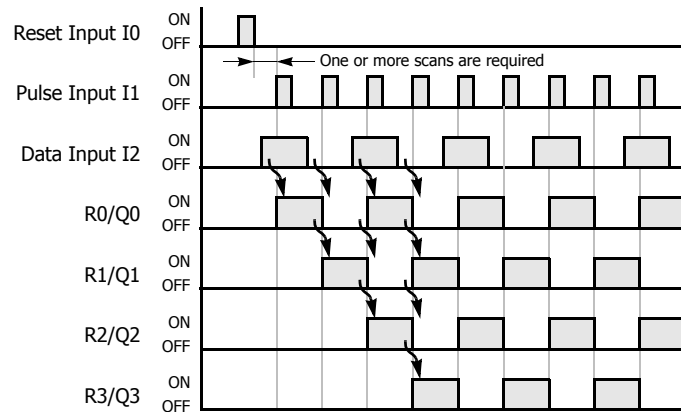 Reset Input I0
ON
OFF
One or more scans are required
Pulse Input I1
ON
OFF
Data Input I2
ON
OFF
R0/Q0
ON
OFF
R1/Q1
ON
OFF
R2/Q2
ON
OFF
R3/Q3
ON
OFF